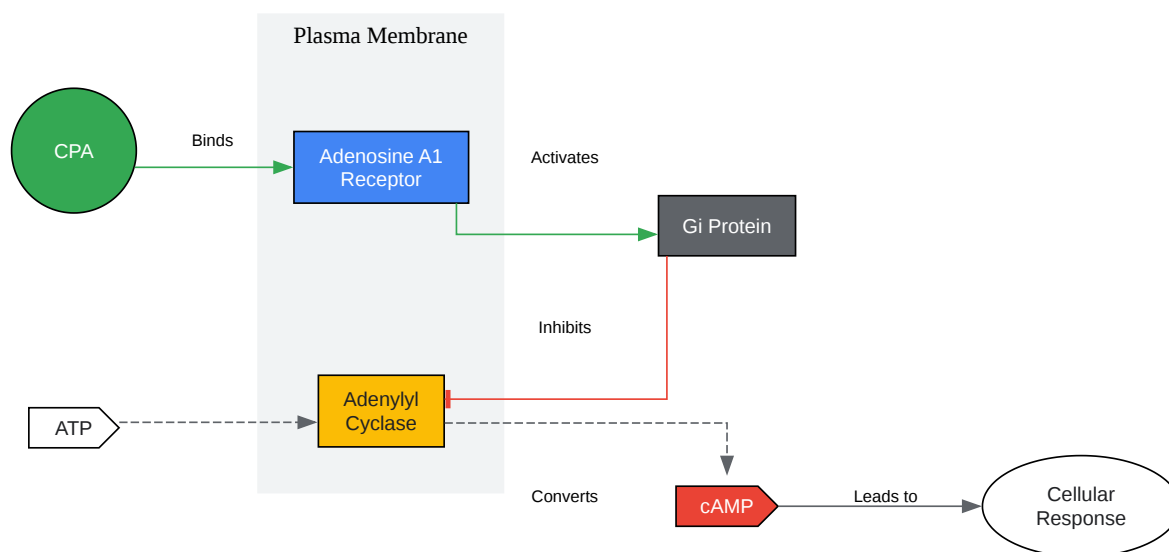 Plasma Membrane
CPA
Binds
Adenosine A1
Receptor
Activates
Gi Protein
Inhibits
ATP
Adenylyl
Cyclase
Converts
cAMP
Leads to
Cellular
Response